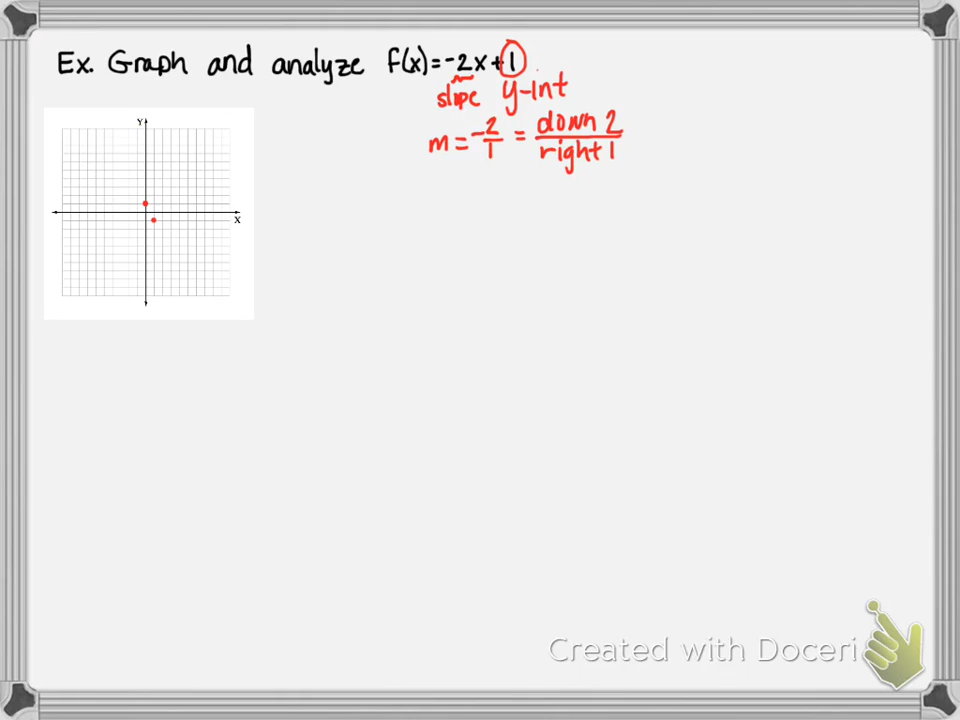 Ex. Graph and analyze f(x)=-2x+1
slope y-int
m = -2/1 = down 2/right 1
Y
X
Created with Doceri